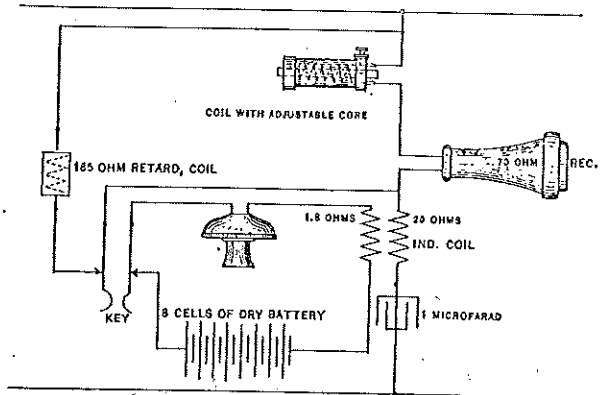 COIL WITH ADJUSTABLE CORE
70 OHM REC.
165 OHM RETARD, COIL
1.8 OHMS
20 OHMS
IND. COIL
KEY
8 CELLS OF DRY BATTERY
1 MICROFARAD